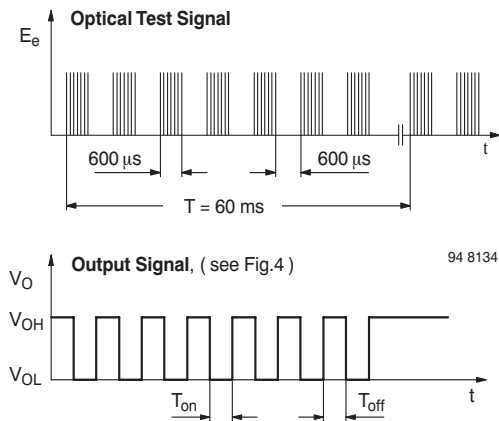 Optical Test Signal
Ee
t
600 µs
600 µs
T = 60 ms
Output Signal, ( see Fig.4 )
94 8134
VO
VOH
VOL
Ton
Toff
t